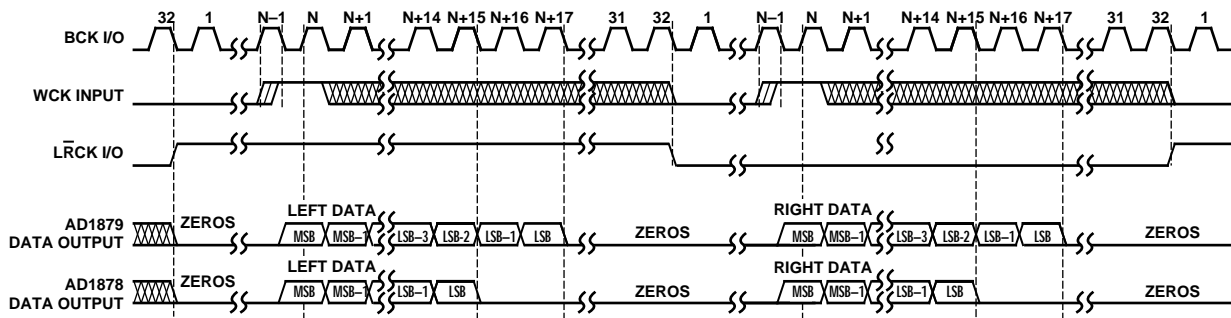 32 1 N–1 N N+1 N+14 N+15 N+16 N+17 31 32 1 N–1 N N+1 N+14 N+15 N+16 N+17 31 32 1
BCK I/O
WCK INPUT
LR̄CK I/O
AD1879 DATA OUTPUT
ZEROS LEFT DATA ZEROS RIGHT DATA ZEROS
MSB MSB–1 LSB–3 LSB-2 LSB–1 LSB MSB MSB–1 LSB–3 LSB-2 LSB–1 LSB
AD1878 DATA OUTPUT
ZEROS LEFT DATA ZEROS RIGHT DATA ZEROS
MSB MSB–1 LSB–1 LSB MSB MSB–1 LSB–1 LSB